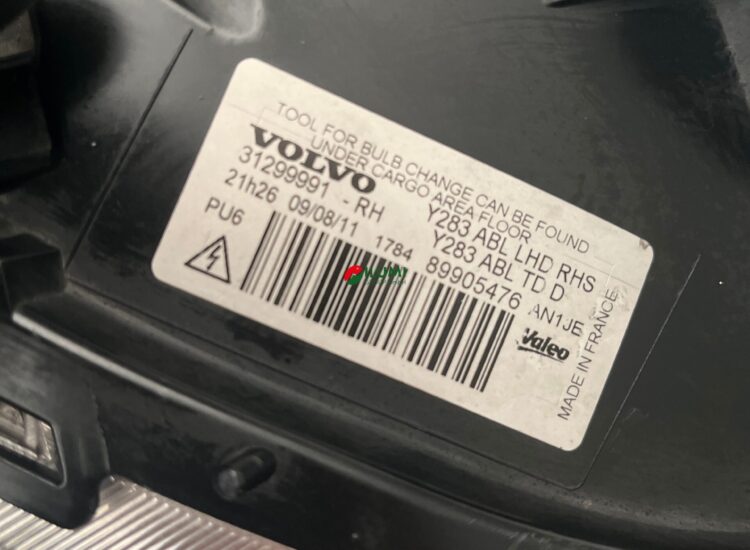 TOOL FOR BULB CHANGE CAN BE FOUND
UNDER CARGO AREA FLOOR
VOLVO
31299991 - RH
Y283 ABL LHD RHS
21h26 09/08/11
Y283 ABL TD D
PU6
1784
89905476
AN1JE
Valeo
MADE IN FRANCE